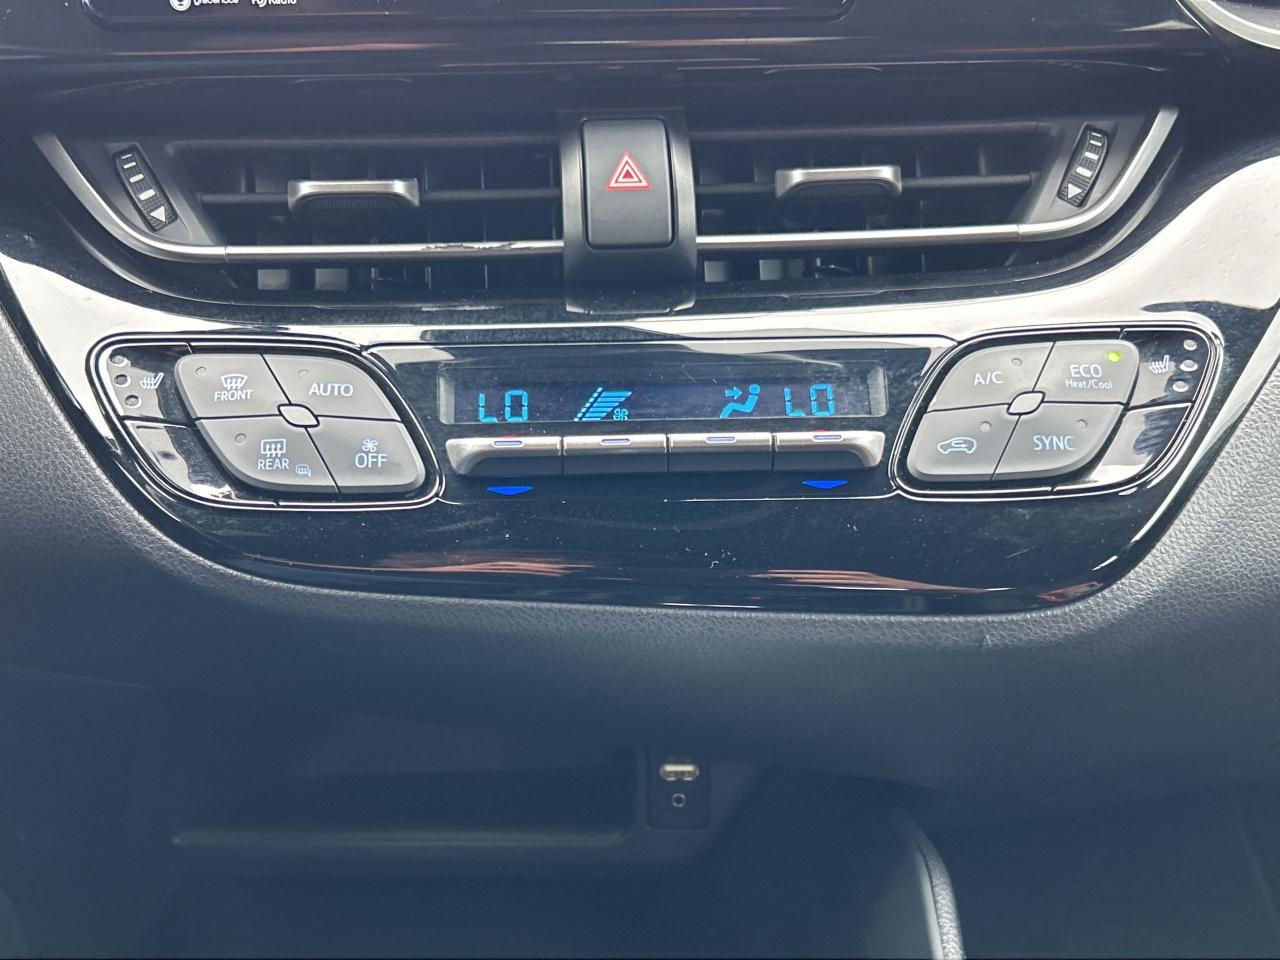 FRONT
AUTO
REAR
OFF
LO
LO
A/C
ECO
Heat/Cool
SYNC